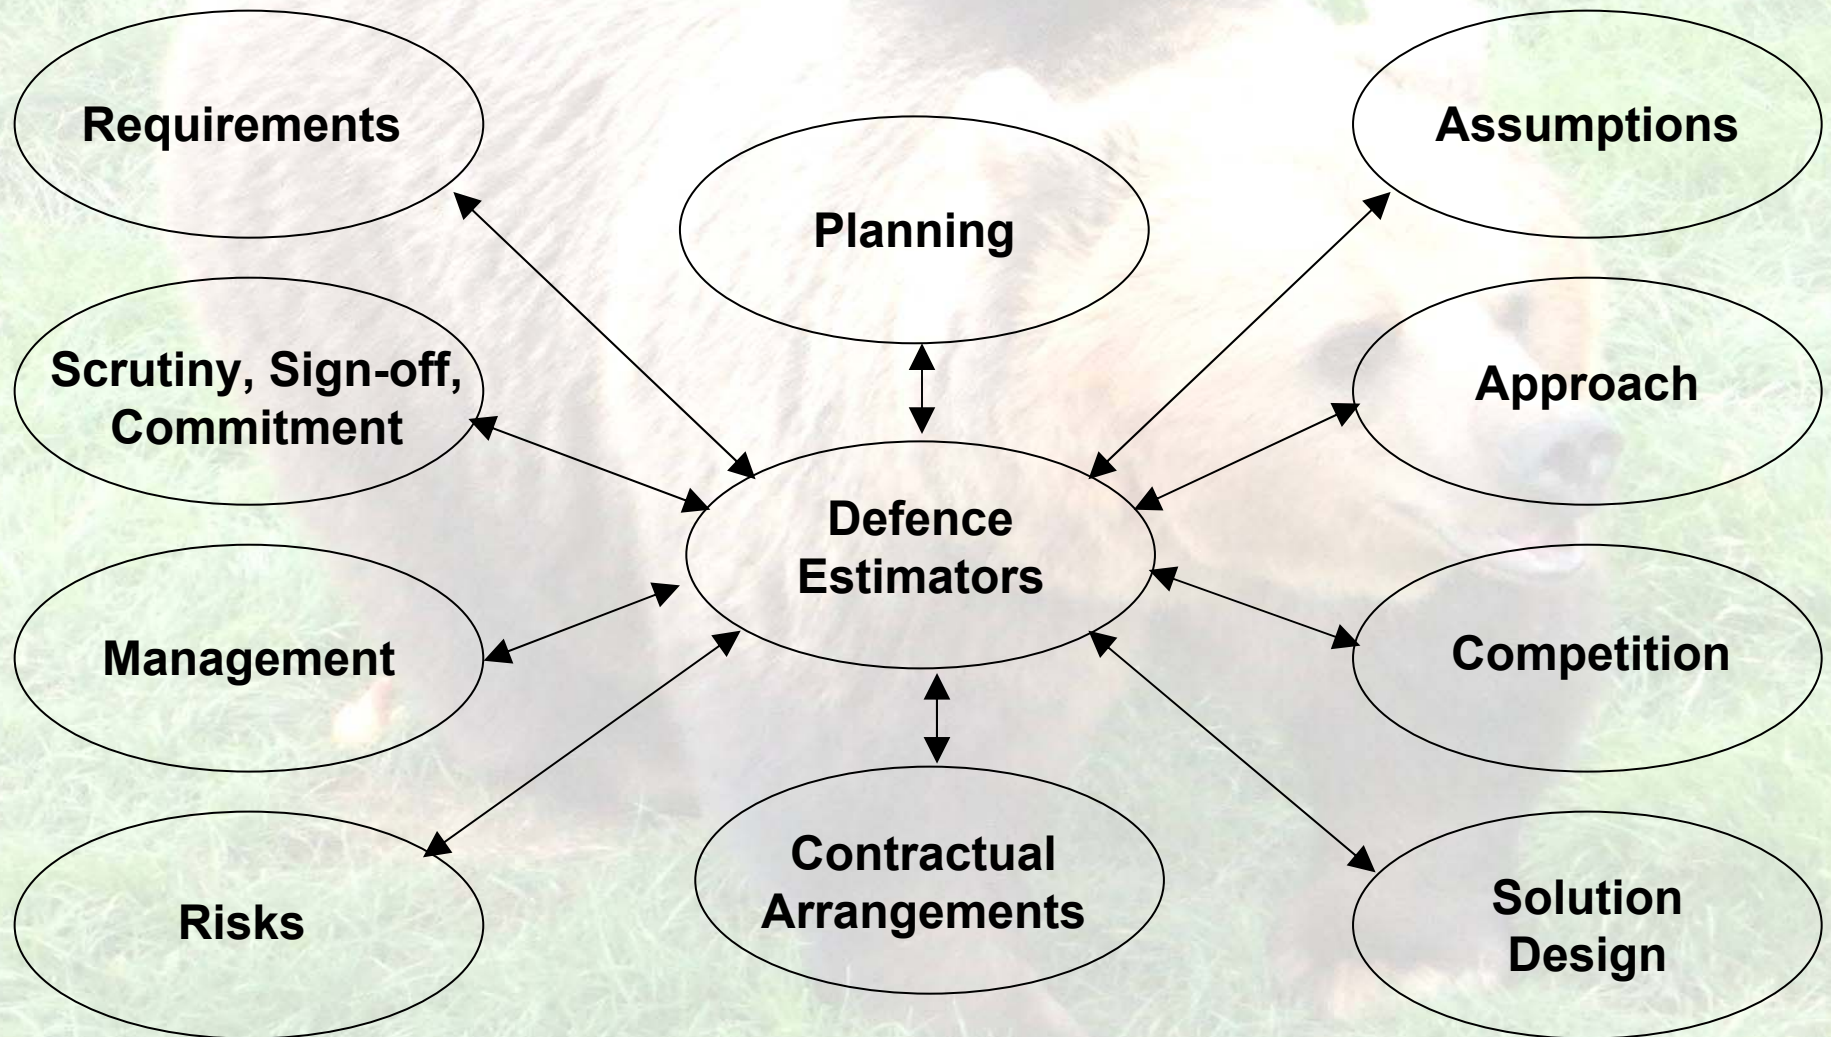 Requirements
Assumptions
Planning
Scrutiny, Sign-off,
Commitment
Approach
Defence
Estimators
Management
Competition
Contractual
Arrangements
Risks
Solution
Design